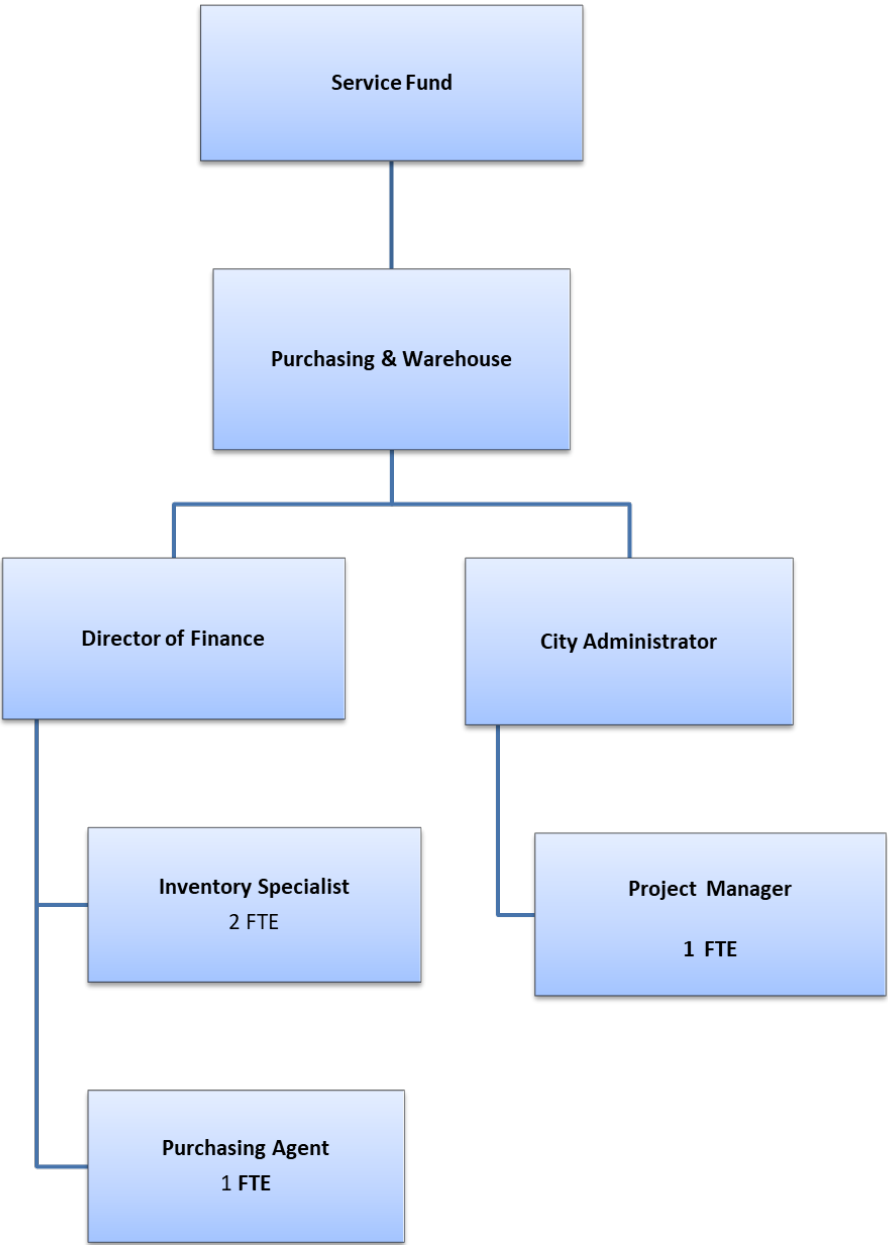 Service Fund
Purchasing & Warehouse
Director of Finance
City Administrator
Inventory Specialist
2 FTE
Project Manager
1 FTE
Purchasing Agent
1 FTE